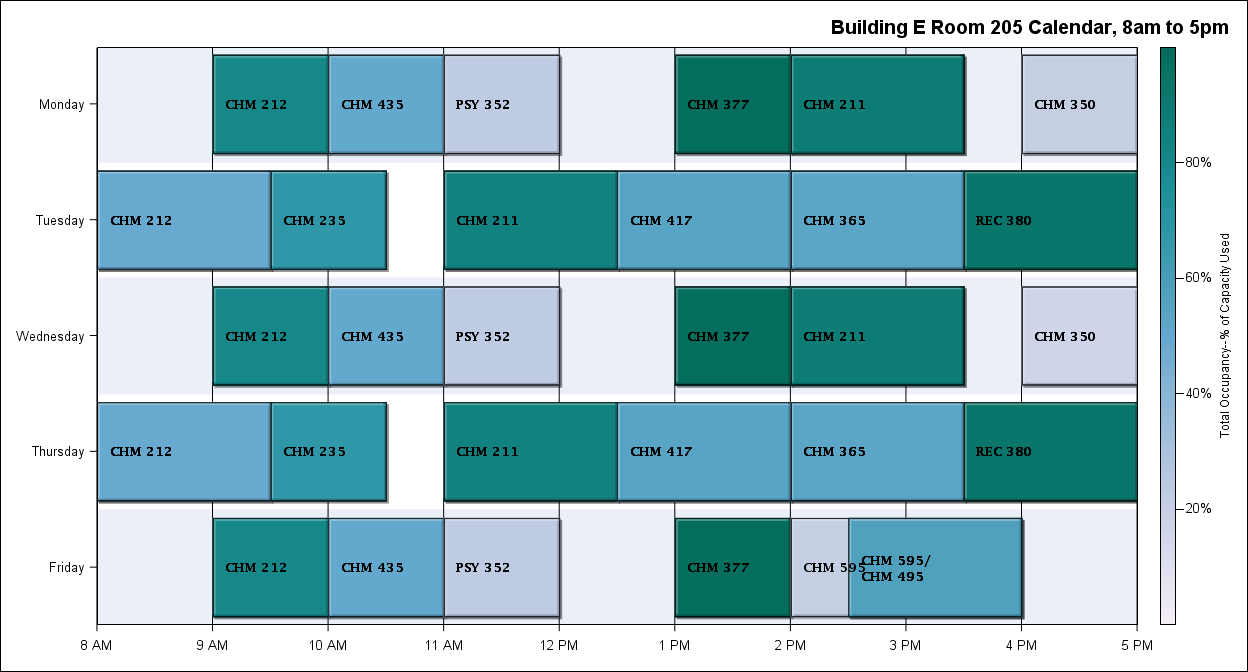 Building E Room 205 Calendar, 8am to 5pm
Monday
CHM 212
CHM 435
PSY 352
CHM 377
CHM 211
CHM 350
Tuesday
CHM 212
CHM 235
CHM 211
CHM 417
CHM 365
REC 380
Wednesday
CHM 212
CHM 435
PSY 352
CHM 377
CHM 211
CHM 350
Thursday
CHM 212
CHM 235
CHM 211
CHM 417
CHM 365
REC 380
Friday
CHM 212
CHM 435
PSY 352
CHM 377
CHM 595
CHM 595/
CHM 495
8 AM
9 AM
10 AM
11 AM
12 PM
1 PM
2 PM
3 PM
4 PM
5 PM
80%
60%
40%
20%
Total Occupancy--% of Capacity Used